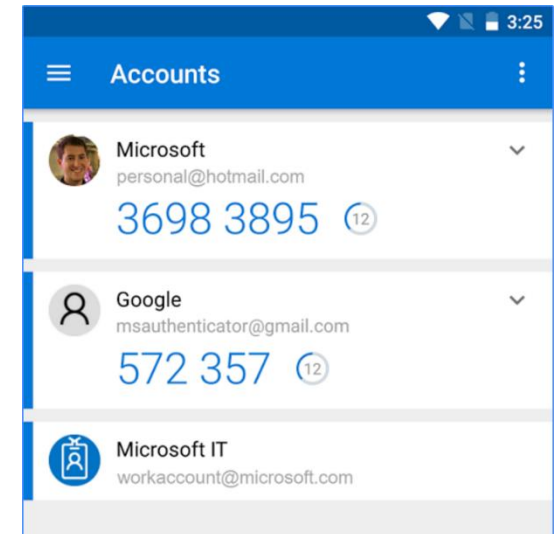 3:25
Accounts
Microsoft
personal@hotmail.com
3698 3895 12
Google
msauthenticator@gmail.com
572 357 12
Microsoft IT
workaccount@microsoft.com